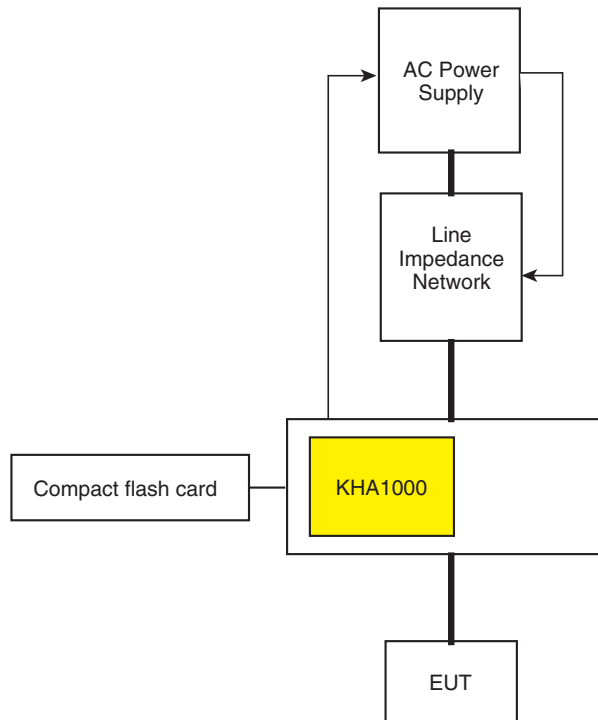 AC Power
Supply
Line
Impedance
Network
Compact flash card
KHA1000
EUT